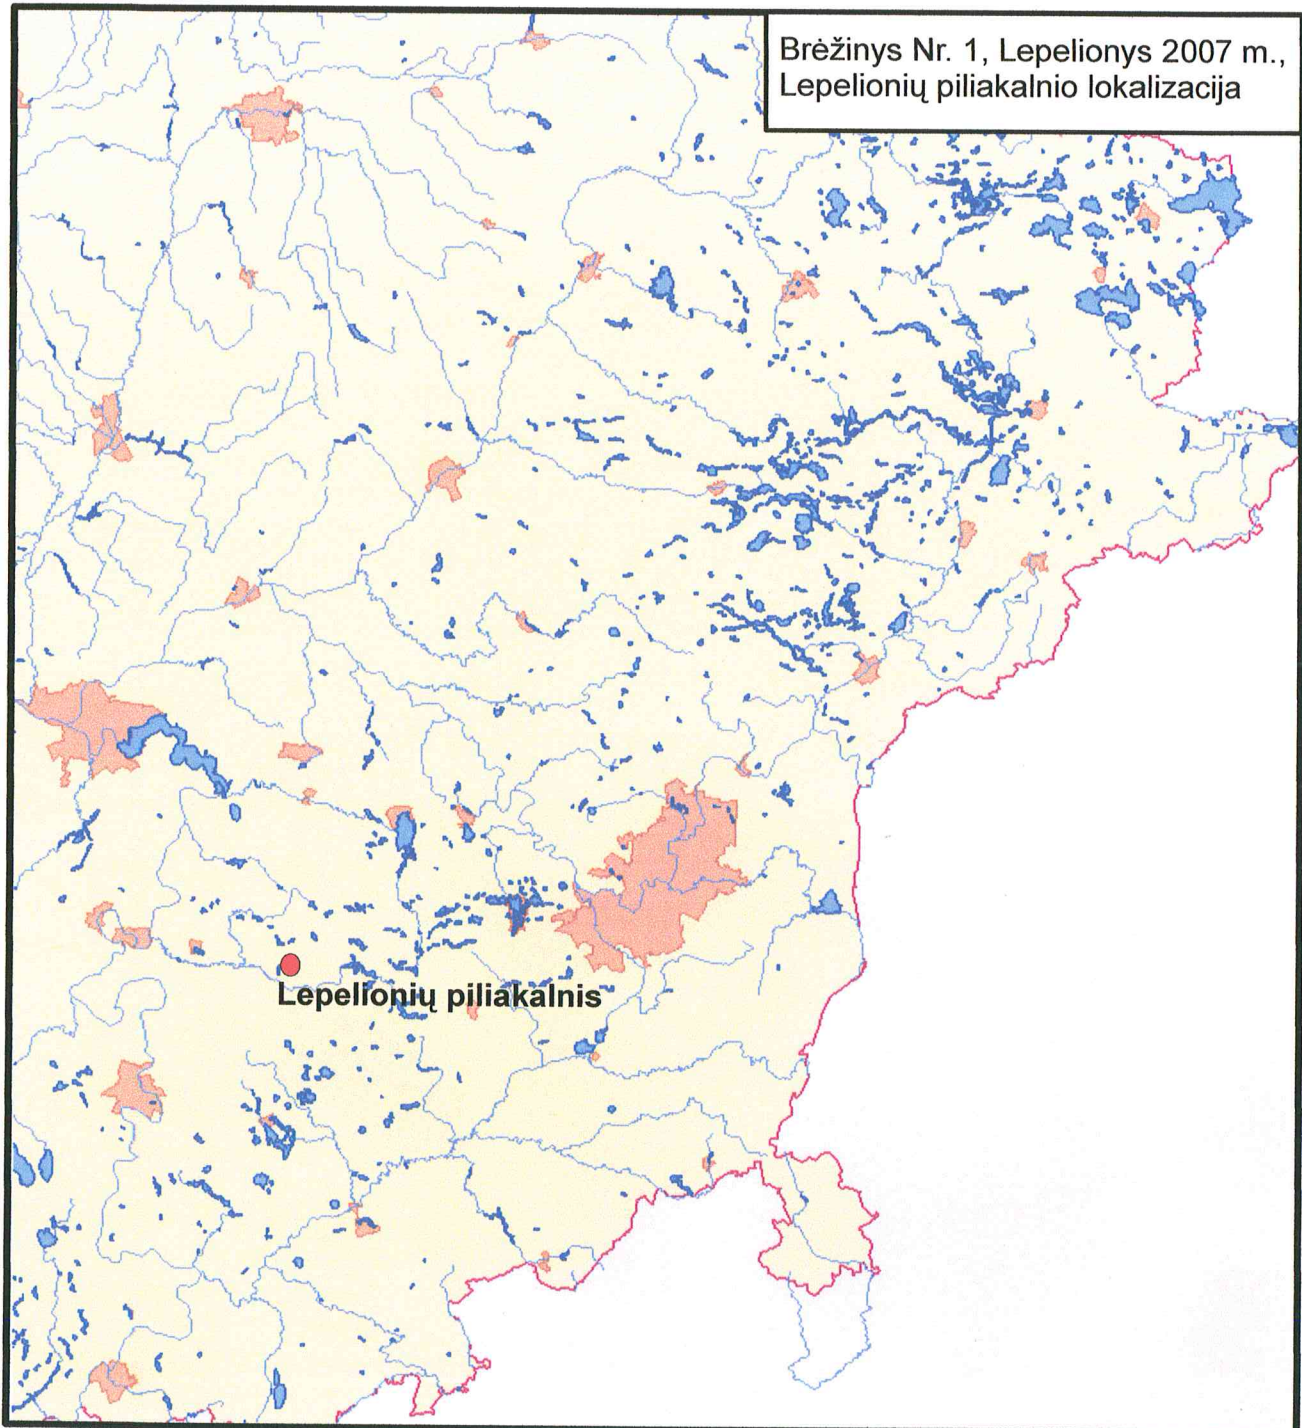 Brėžinys Nr. 1, Lepelionys 2007 m.,
Lepelionių piliakalnio lokalizacija
Lepelionių piliakalnis